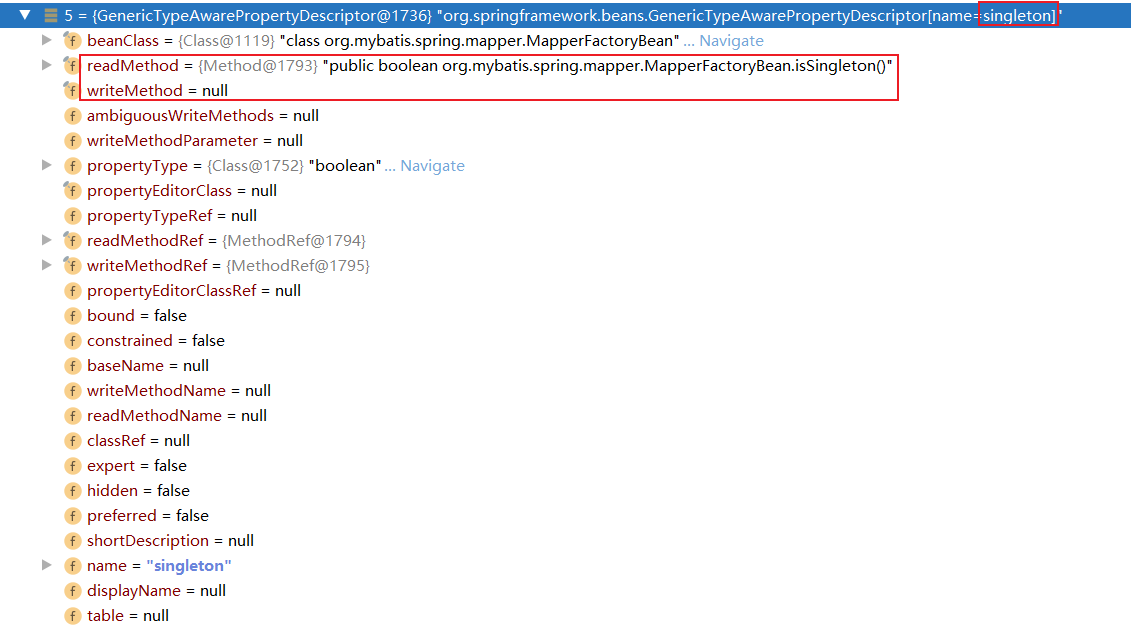 5 = {GenericTypeAwarePropertyDescriptor@1736} "org.springframework.beans.GenericTypeAwarePropertyDescriptor[name=singleton]"
f beanClass = {Class@1119} "class org.mybatis.spring.mapper.MapperFactoryBean" ... Navigate
f readMethod = {Method@1793} "public boolean org.mybatis.spring.mapper.MapperFactoryBean.isSingleton()"
f writeMethod = null
f ambiguousWriteMethods = null
f writeMethodParameter = null
f propertyType = {Class@1752} "boolean" ... Navigate
f propertyEditorClass = null
f propertyTypeRef = null
f readMethodRef = {MethodRef@1794}
f writeMethodRef = {MethodRef@1795}
f propertyEditorClassRef = null
f bound = false
f constrained = false
f baseName = null
f writeMethodName = null
f readMethodName = null
f classRef = null
f expert = false
f hidden = false
f preferred = false
f shortDescription = null
f name = "singleton"
f displayName = null
f table = null